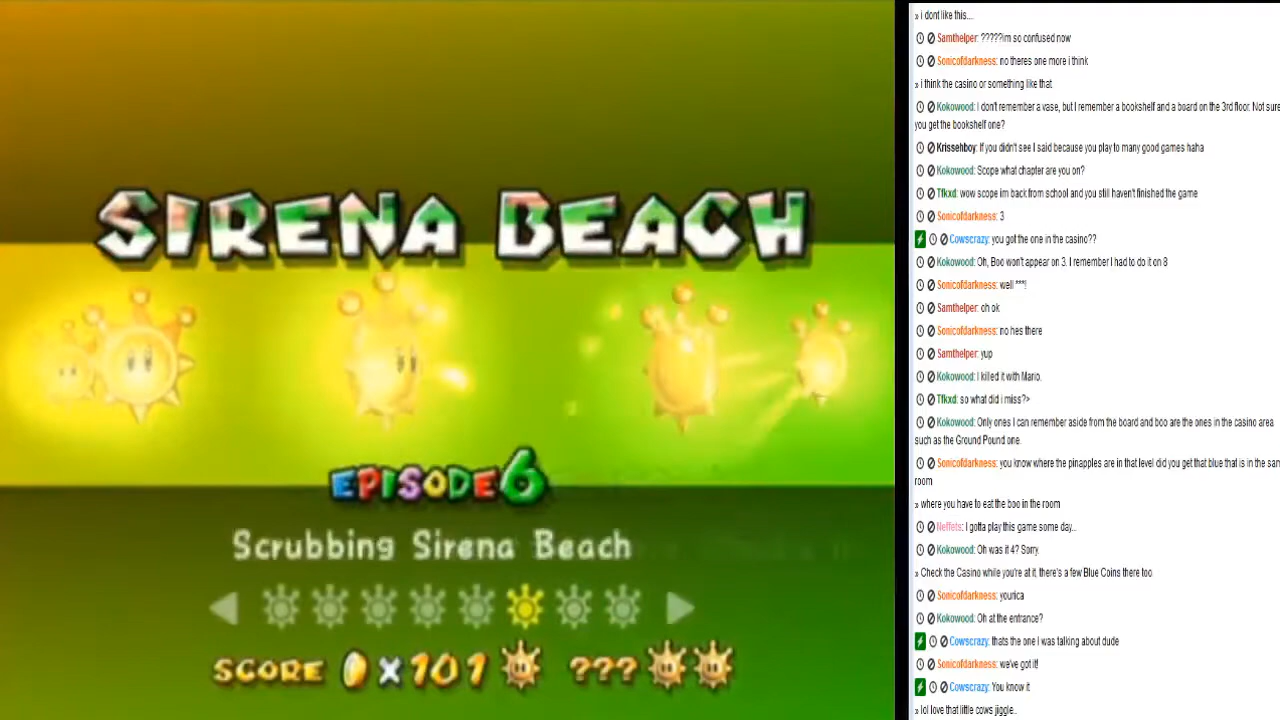 SIRENA BEACH
EPISODE 6
Scrubbing Sirena Beach
SCORE x 101 ???
» i dont like this...
Samthelper: ?????im so confused now
Sonicofdarkness: no theres one more i think
» i think the casino or something like that
Kokowood: I don't remember a vase, but I remember a bookshelf and a board on the 3rd floor. Not sure
you get the bookshelf one?
Krissehboy: If you didn't see I said because you play to many good games haha
Kokowood: Scope what chapter are you on?
Tfkxd: wow scope im back from school and you still haven't finished the game
Sonicofdarkness: 3
Cowscrazy: you got the one in the casino??
Kokowood: Oh, Boo won't appear on 3. I remember I had to do it on 8
Sonicofdarkness: well ***!
Samthelper: oh ok
Sonicofdarkness: no hes there
Samthelper: yup
Kokowood: I killed it with Mario.
Tfkxd: so what did i miss?>
Kokowood: Only ones I can remember aside from the board and boo are the ones in the casino area
such as the Ground Pound one.
Sonicofdarkness: you know where the pinapples are in that level did you get that blue that is in the sam
room
» where you have to eat the boo in the room
Neffets: I gotta play this game some day...
Kokowood: Oh was it 4? Sorry.
» Check the Casino while you're at it, there's a few Blue Coins there too.
Sonicofdarkness: yourica
Kokowood: Oh at the entrance?
Cowscrazy: thats the one I was talking about dude
Sonicofdarkness: we've got it!
Cowscrazy: You know it
» lol love that little cows jiggle..